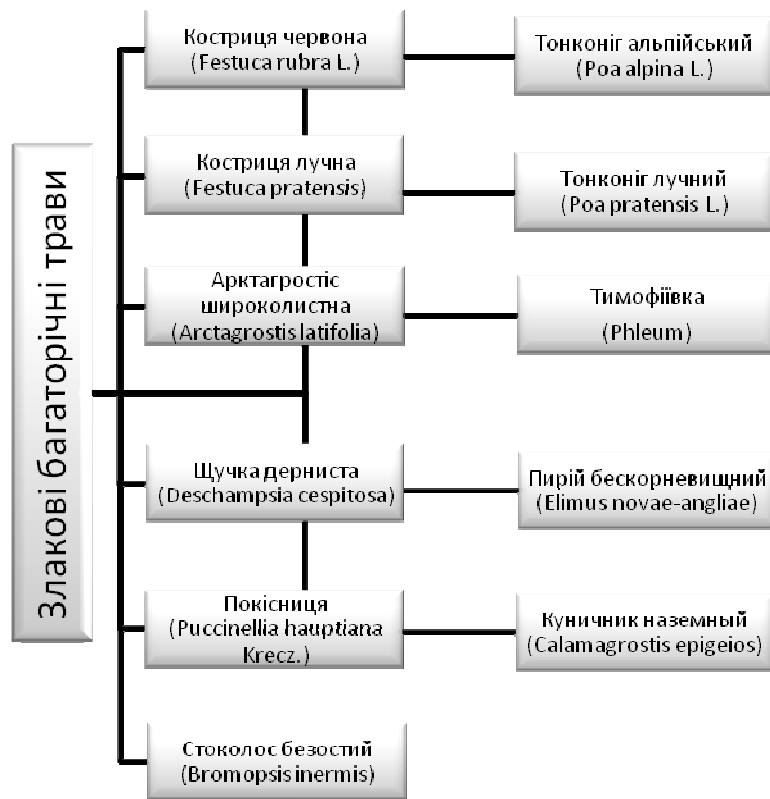 Злакові багаторічні трави
Костриця червона
(Festuca rubra L.)
Тонконіг альпійський
(Poa alpina L.)
Костриця лучна
(Festuca pratensis)
Тонконіг лучний
(Poa pratensis L.)
Арктагростіс
широколистна
(Arctagrostis latifolia)
Тимофіївка
(Phleum)
Щучка дерниста
(Deschampsia cespitosa)
Пирій бескорневищний
(Elimus novae-angliae)
Покісниця
(Puccinellia hauptiana
Krecz.)
Куничник наземный
(Calamagrostis epigeios)
Стоколос безостий
(Bromopsis inermis)